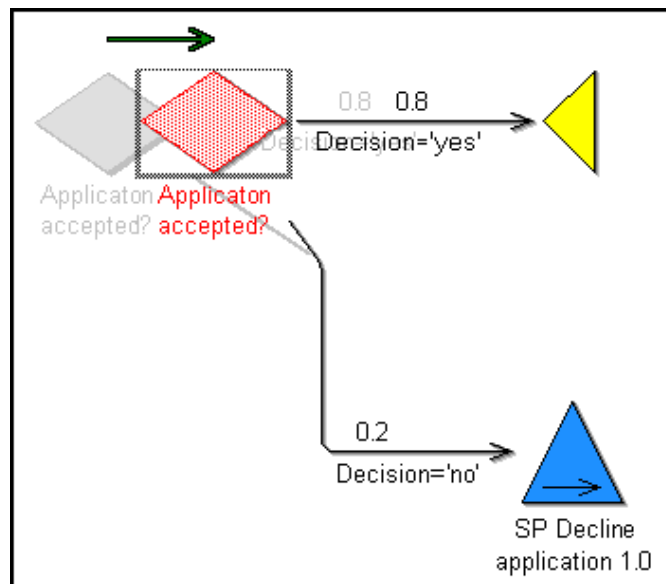 0.8 0.8
Decision='yes'
Applicaton Applicaton
accepted? accepted?
0.2
Decision='no'
SP Decline
application 1.0